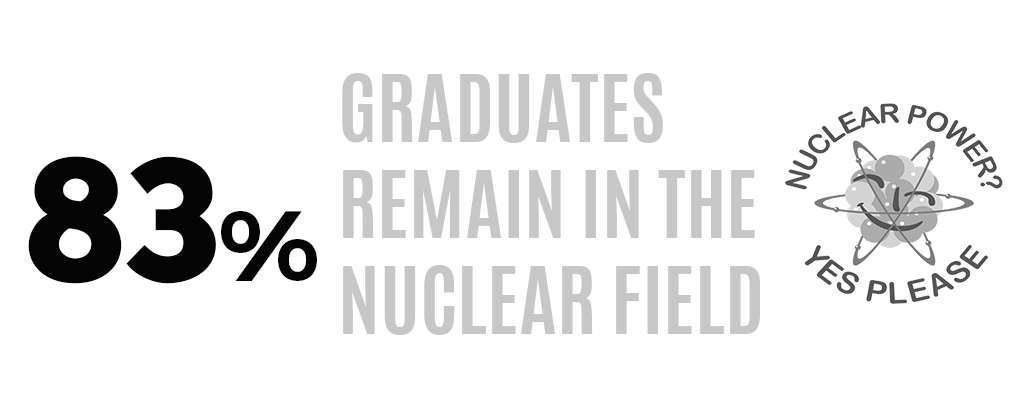 83%
GRADUATES
REMAIN IN THE
NUCLEAR FIELD
NUCLEAR POWER?
YES PLEASE